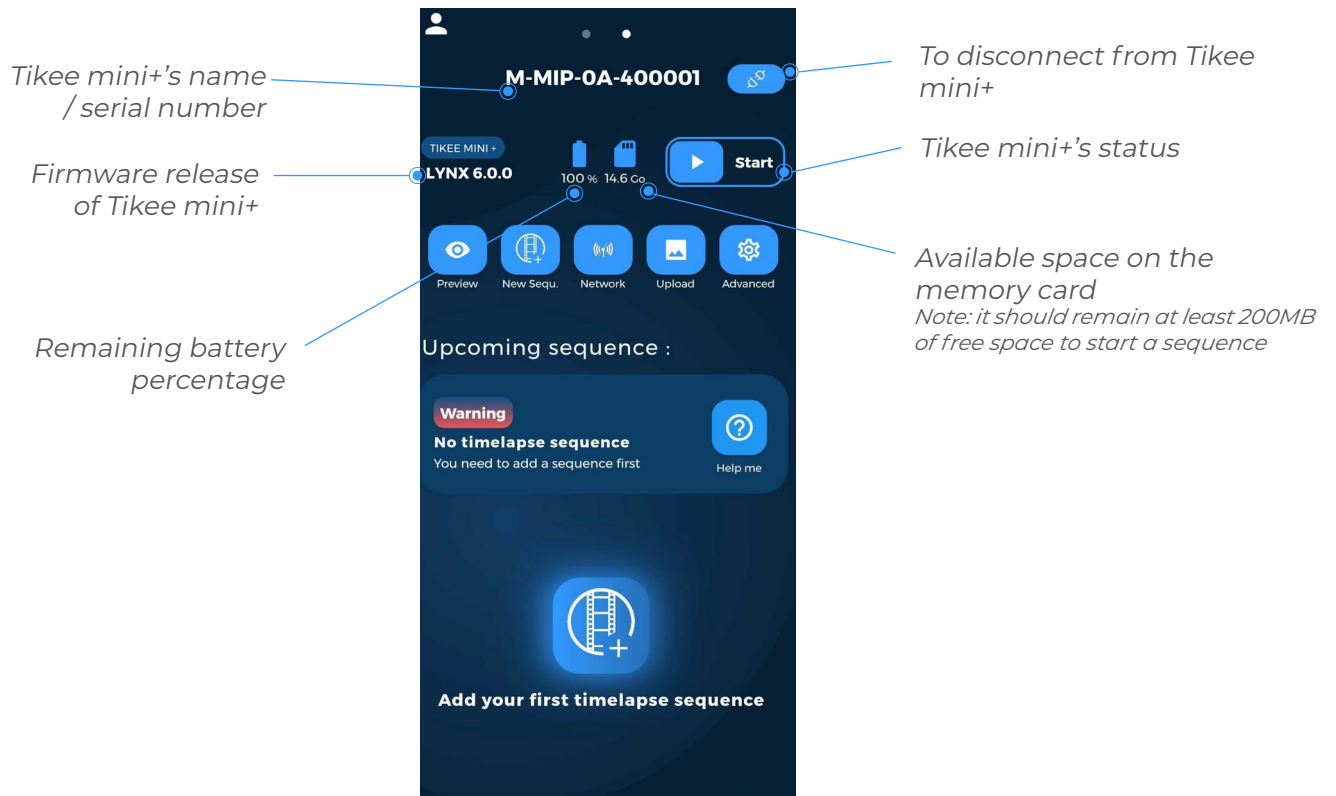 Tikee mini+'s name
/ serial number
Firmware release
of Tikee mini+
Remaining battery
percentage
M-MIP-0A-400001
TIKEE MINI +
LYNX 6.0.0
100 %
14.6 Go
Start
Preview
New Sequ.
Network
Upload
Advanced
Upcoming sequence :
Warning
No timelapse sequence
You need to add a sequence first
Help me
Add your first timelapse sequence
To disconnect from Tikee
mini+
Tikee mini+'s status
Available space on the
memory card
Note: it should remain at least 200MB
of free space to start a sequence